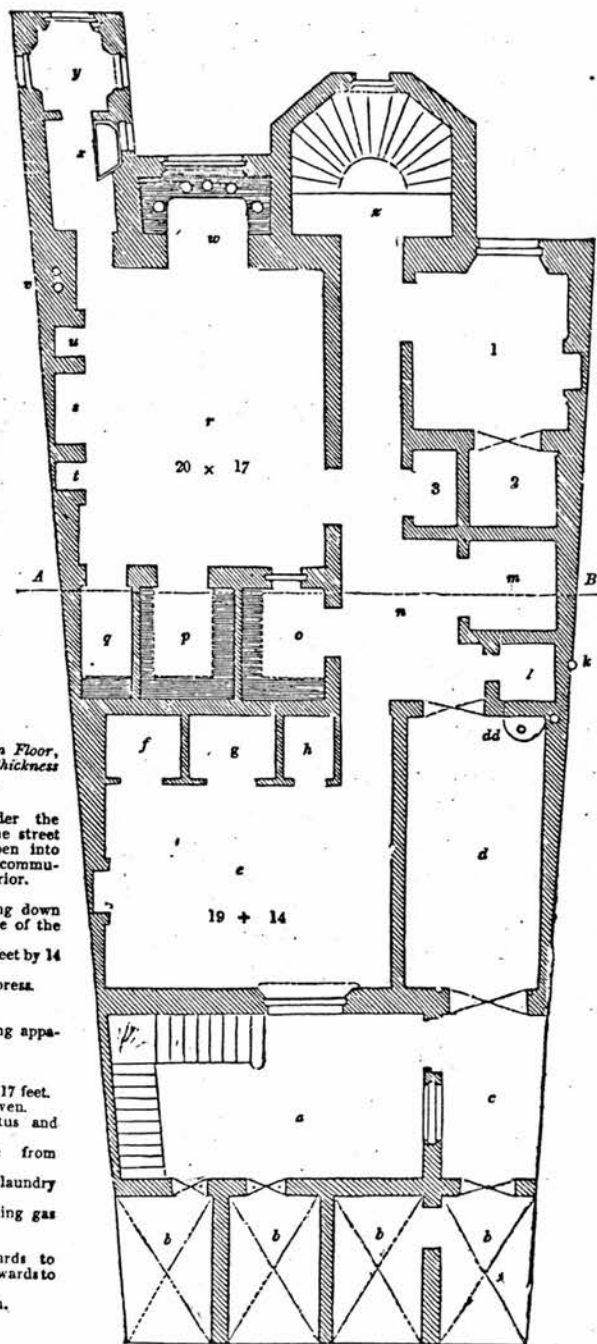 y
x
z
w
v
1
u
s
r
t
20 × 17
3
2
A
m
B
n
q
p
o
k
l
n Floor,
hickness
f
g
h
dd
der the
e street
pen into
commu-
rior.
e
d
ng down
e of the
19 + 14
eet by 14
press.
ng appa-
17 feet.
ven.
tus and
a
c
from
laundry
ing gas
b
b
b
b
ards to
wards to